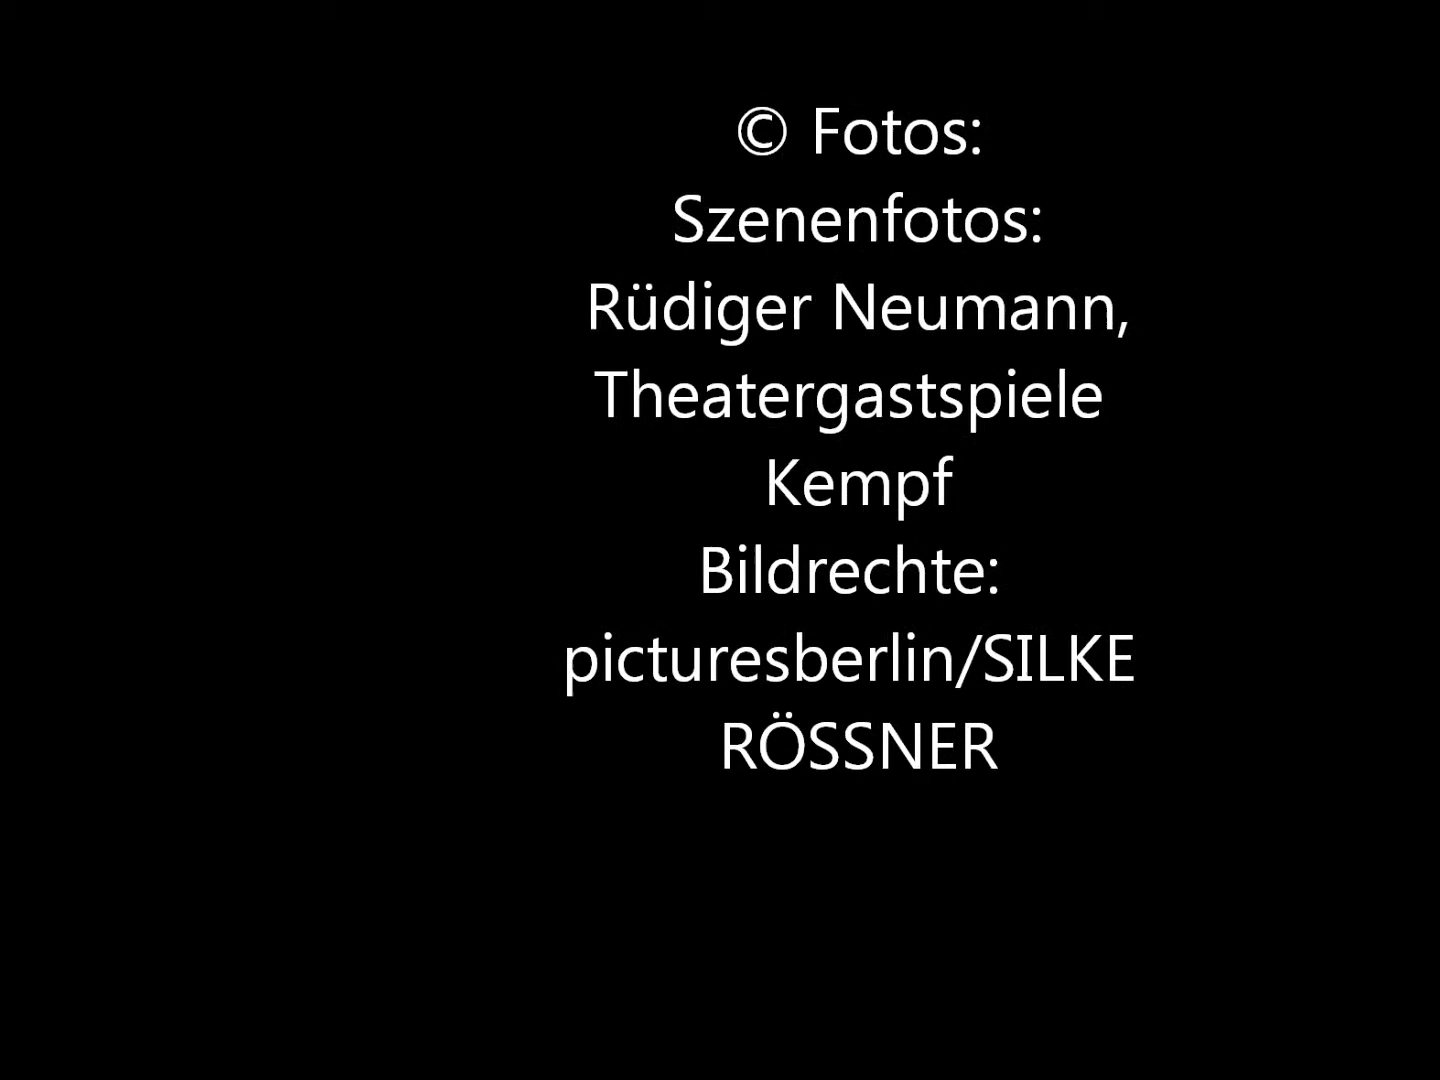 © Fotos:
Szenenfotos:
Rüdiger Neumann,
Theatergastspiele
Kempf
Bildrechte:
picturesberlin/SILKE
RÖSSNER